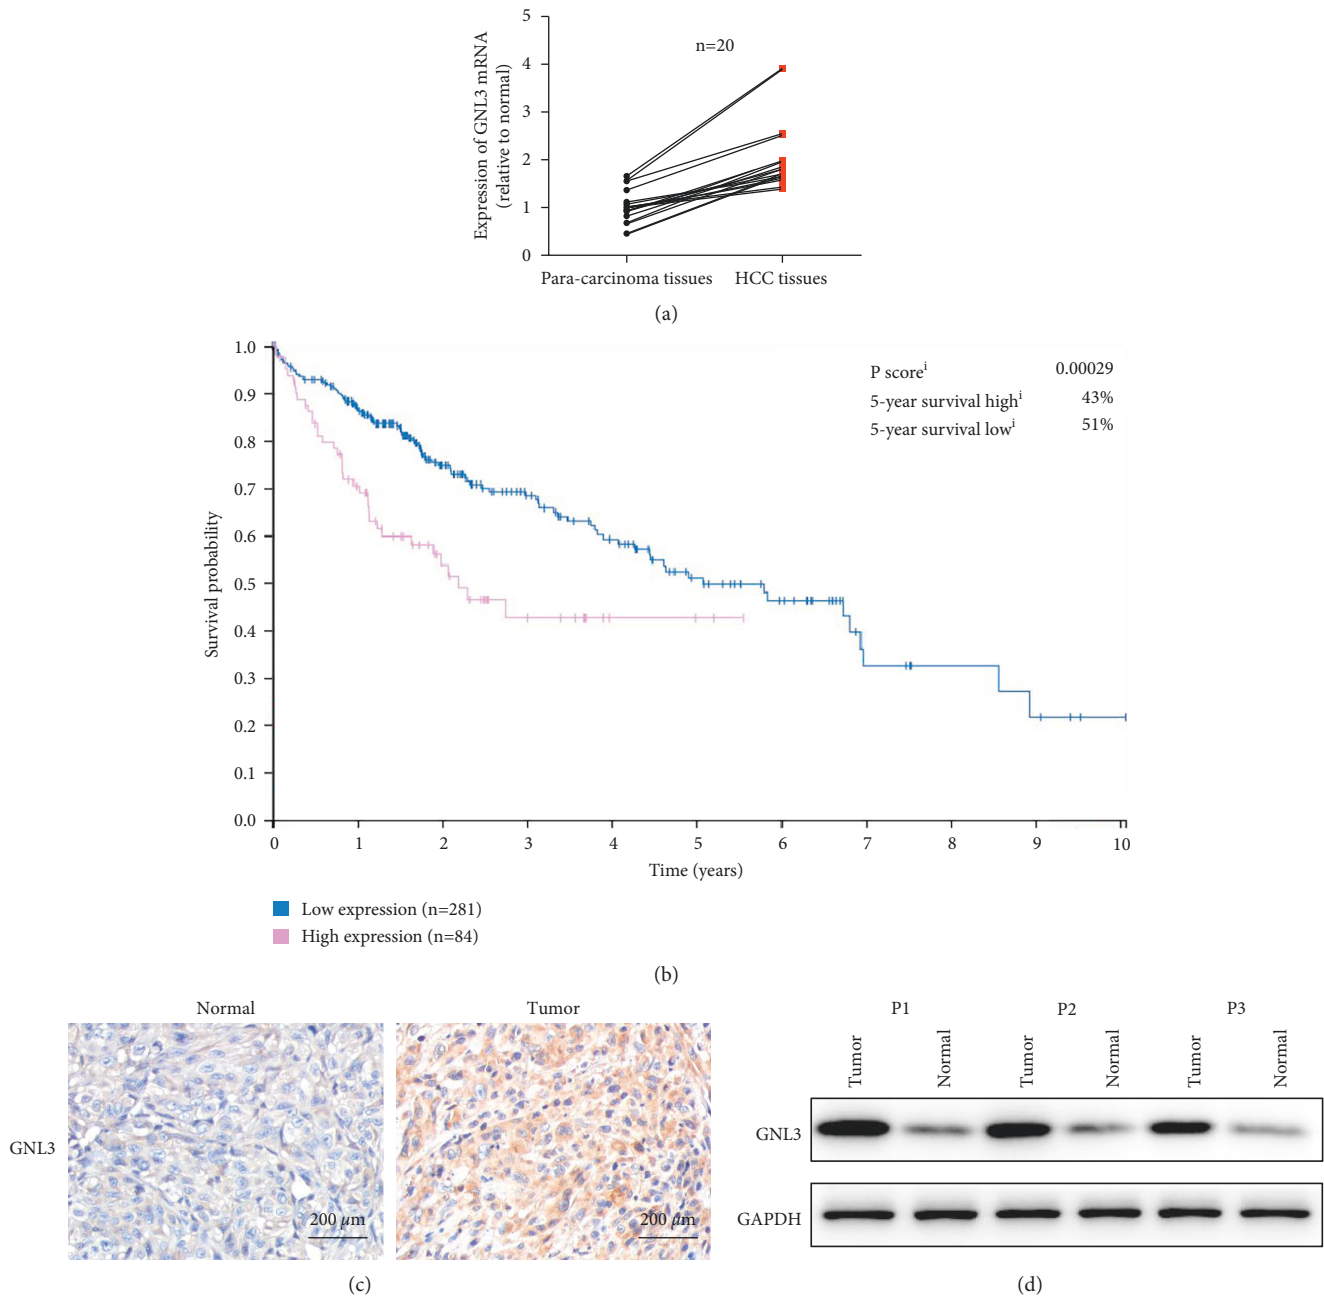 5
4
3
2
1
0
Expression of GNL3 mRNA
(relative to normal)
n=20
Para-carcinoma tissues
HCC tissues
(a)
1.0
0.9
0.8
0.7
0.6
0.5
0.4
0.3
0.2
0.1
0.0
Survival probability
P scoreⁱ 0.00029
5-year survival highⁱ 43%
5-year survival lowⁱ 51%
0 1 2 3 4 5 6 7 8 9 10
Time (years)
Low expression (n=281)
High expression (n=84)
(b)
Normal
Tumor
GNL3
200 µm
200 µm
(c)
P1 P2 P3
Tumor Normal Tumor Normal Tumor Normal
GNL3
GAPDH
(d)